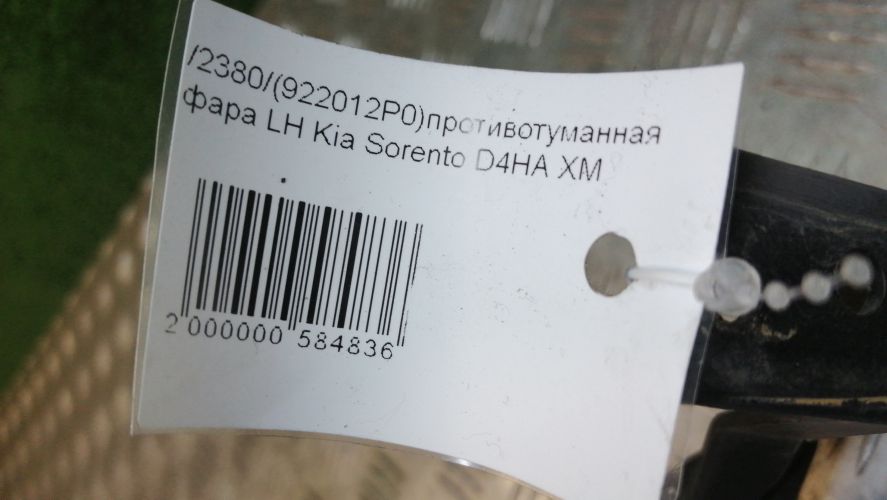 /2380/(922012P0)противотуманная
фара LH Kia Sorento D4HA XM
2 000000 584836